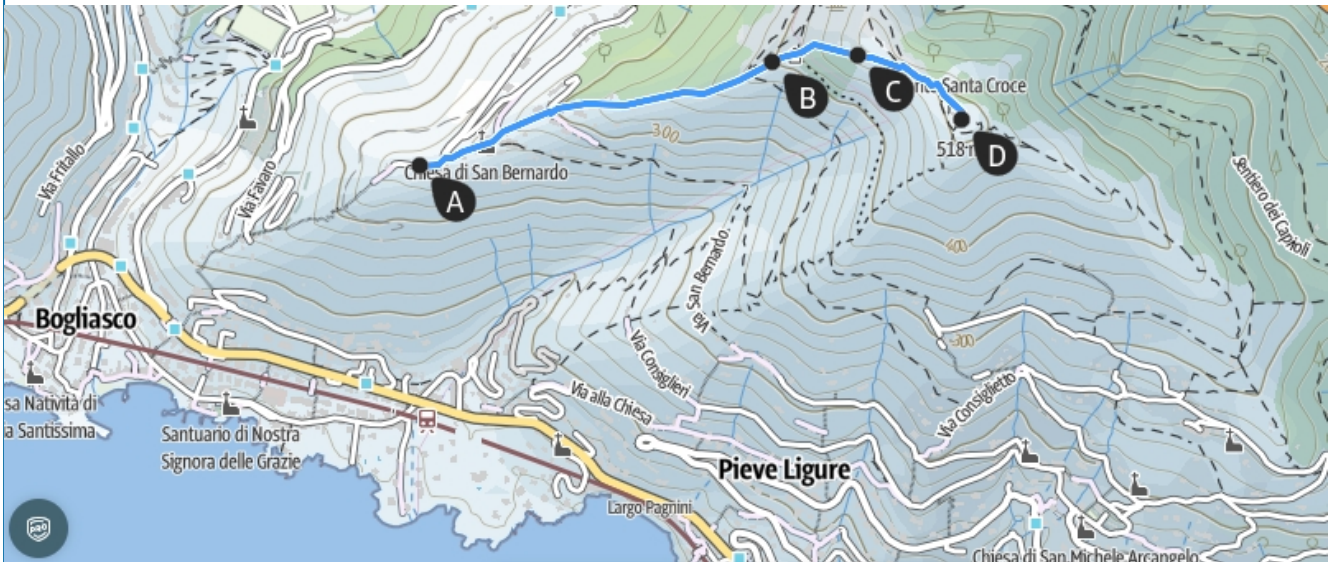 B
C
Santa Croce
300
518
D
Chiesa di San Bernardo
A
Via Fritallo
Via Favaro
Sentiero dei Capioli
400
Via San Bernardo
Bogliasco
300
Via Consiglieri
Via alla Chiesa
Via Consiglietto
sa Natività di
la Santissima
Santuario di Nostra
Signora delle Grazie
Pieve Ligure
Largo Pagnini
PRO
Chiesa di San Michele Arcangelo